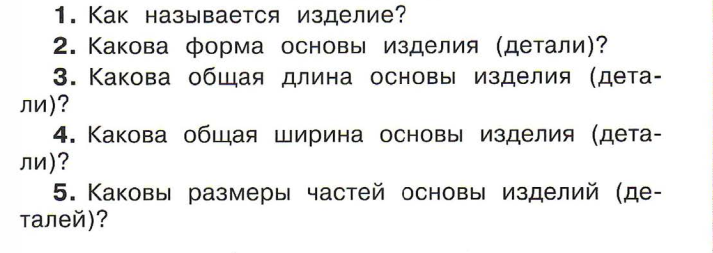 1. Как называется изделие?
2. Какова форма основы изделия (детали)?
3. Какова общая длина основы изделия (дета-
ли)?
4. Какова общая ширина основы изделия (дета-
ли)?
5. Каковы размеры частей основы изделий (де-
талей)?